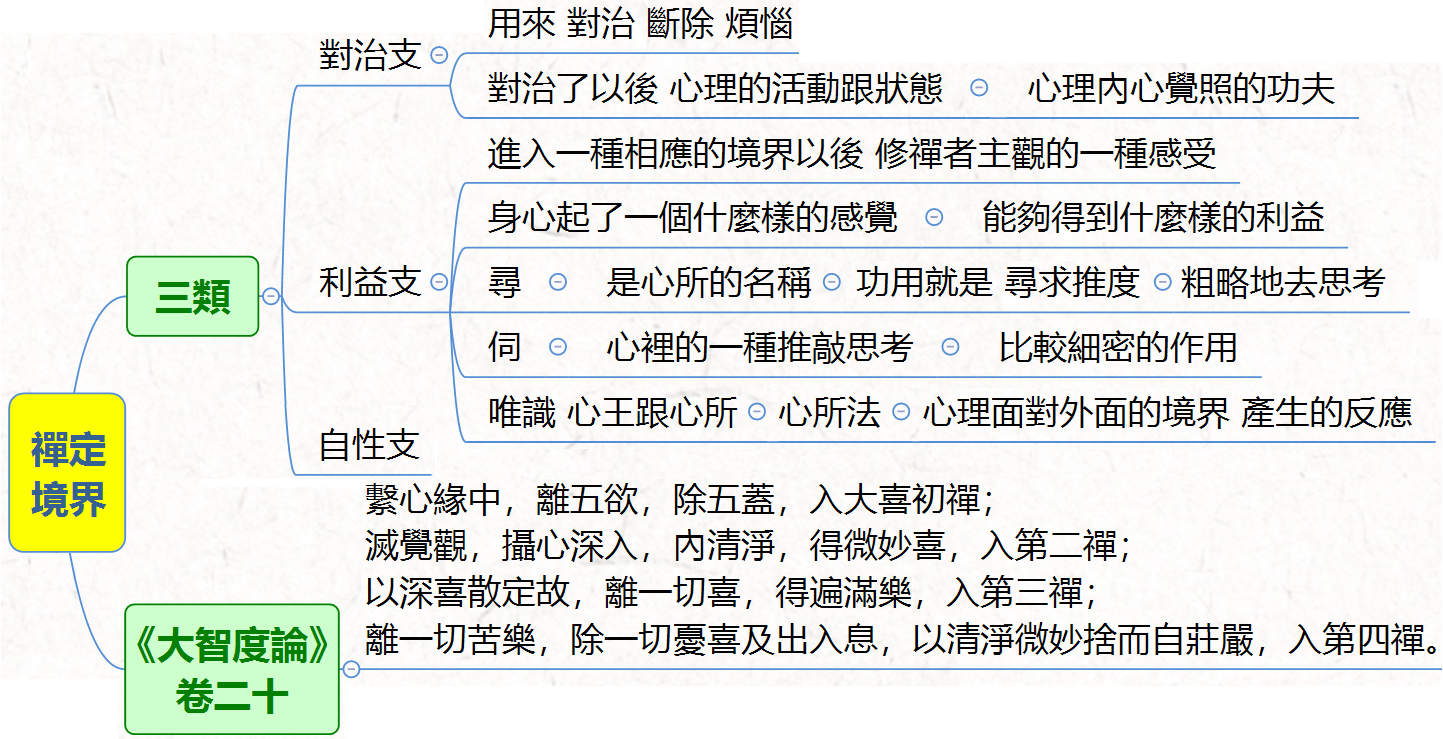 禪定
境界
三類
對治支
用來 對治 斷除 煩惱
對治了以後 心理的活動跟狀態 心理內心覺照的功夫
利益支
進入一種相應的境界以後 修禪者主觀的一種感受
身心起了一個什麼樣的感覺 能夠得到什麼樣的利益
尋 是心所的名稱 功用就是 尋求推度 粗略地去思考
伺 心裡的一種推敲思考 比較細密的作用
唯識 心王跟心所 心所法 心理面對外面的境界 產生的反應
自性支
《大智度論》
卷二十
繫心緣中，離五欲，除五蓋，入大喜初禪；
滅覺觀，攝心深入，內清淨，得微妙喜，入第二禪；
以深喜散定故，離一切喜，得遍滿樂，入第三禪；
離一切苦樂，除一切憂喜及出入息，以清淨微妙捨而自莊嚴，入第四禪。